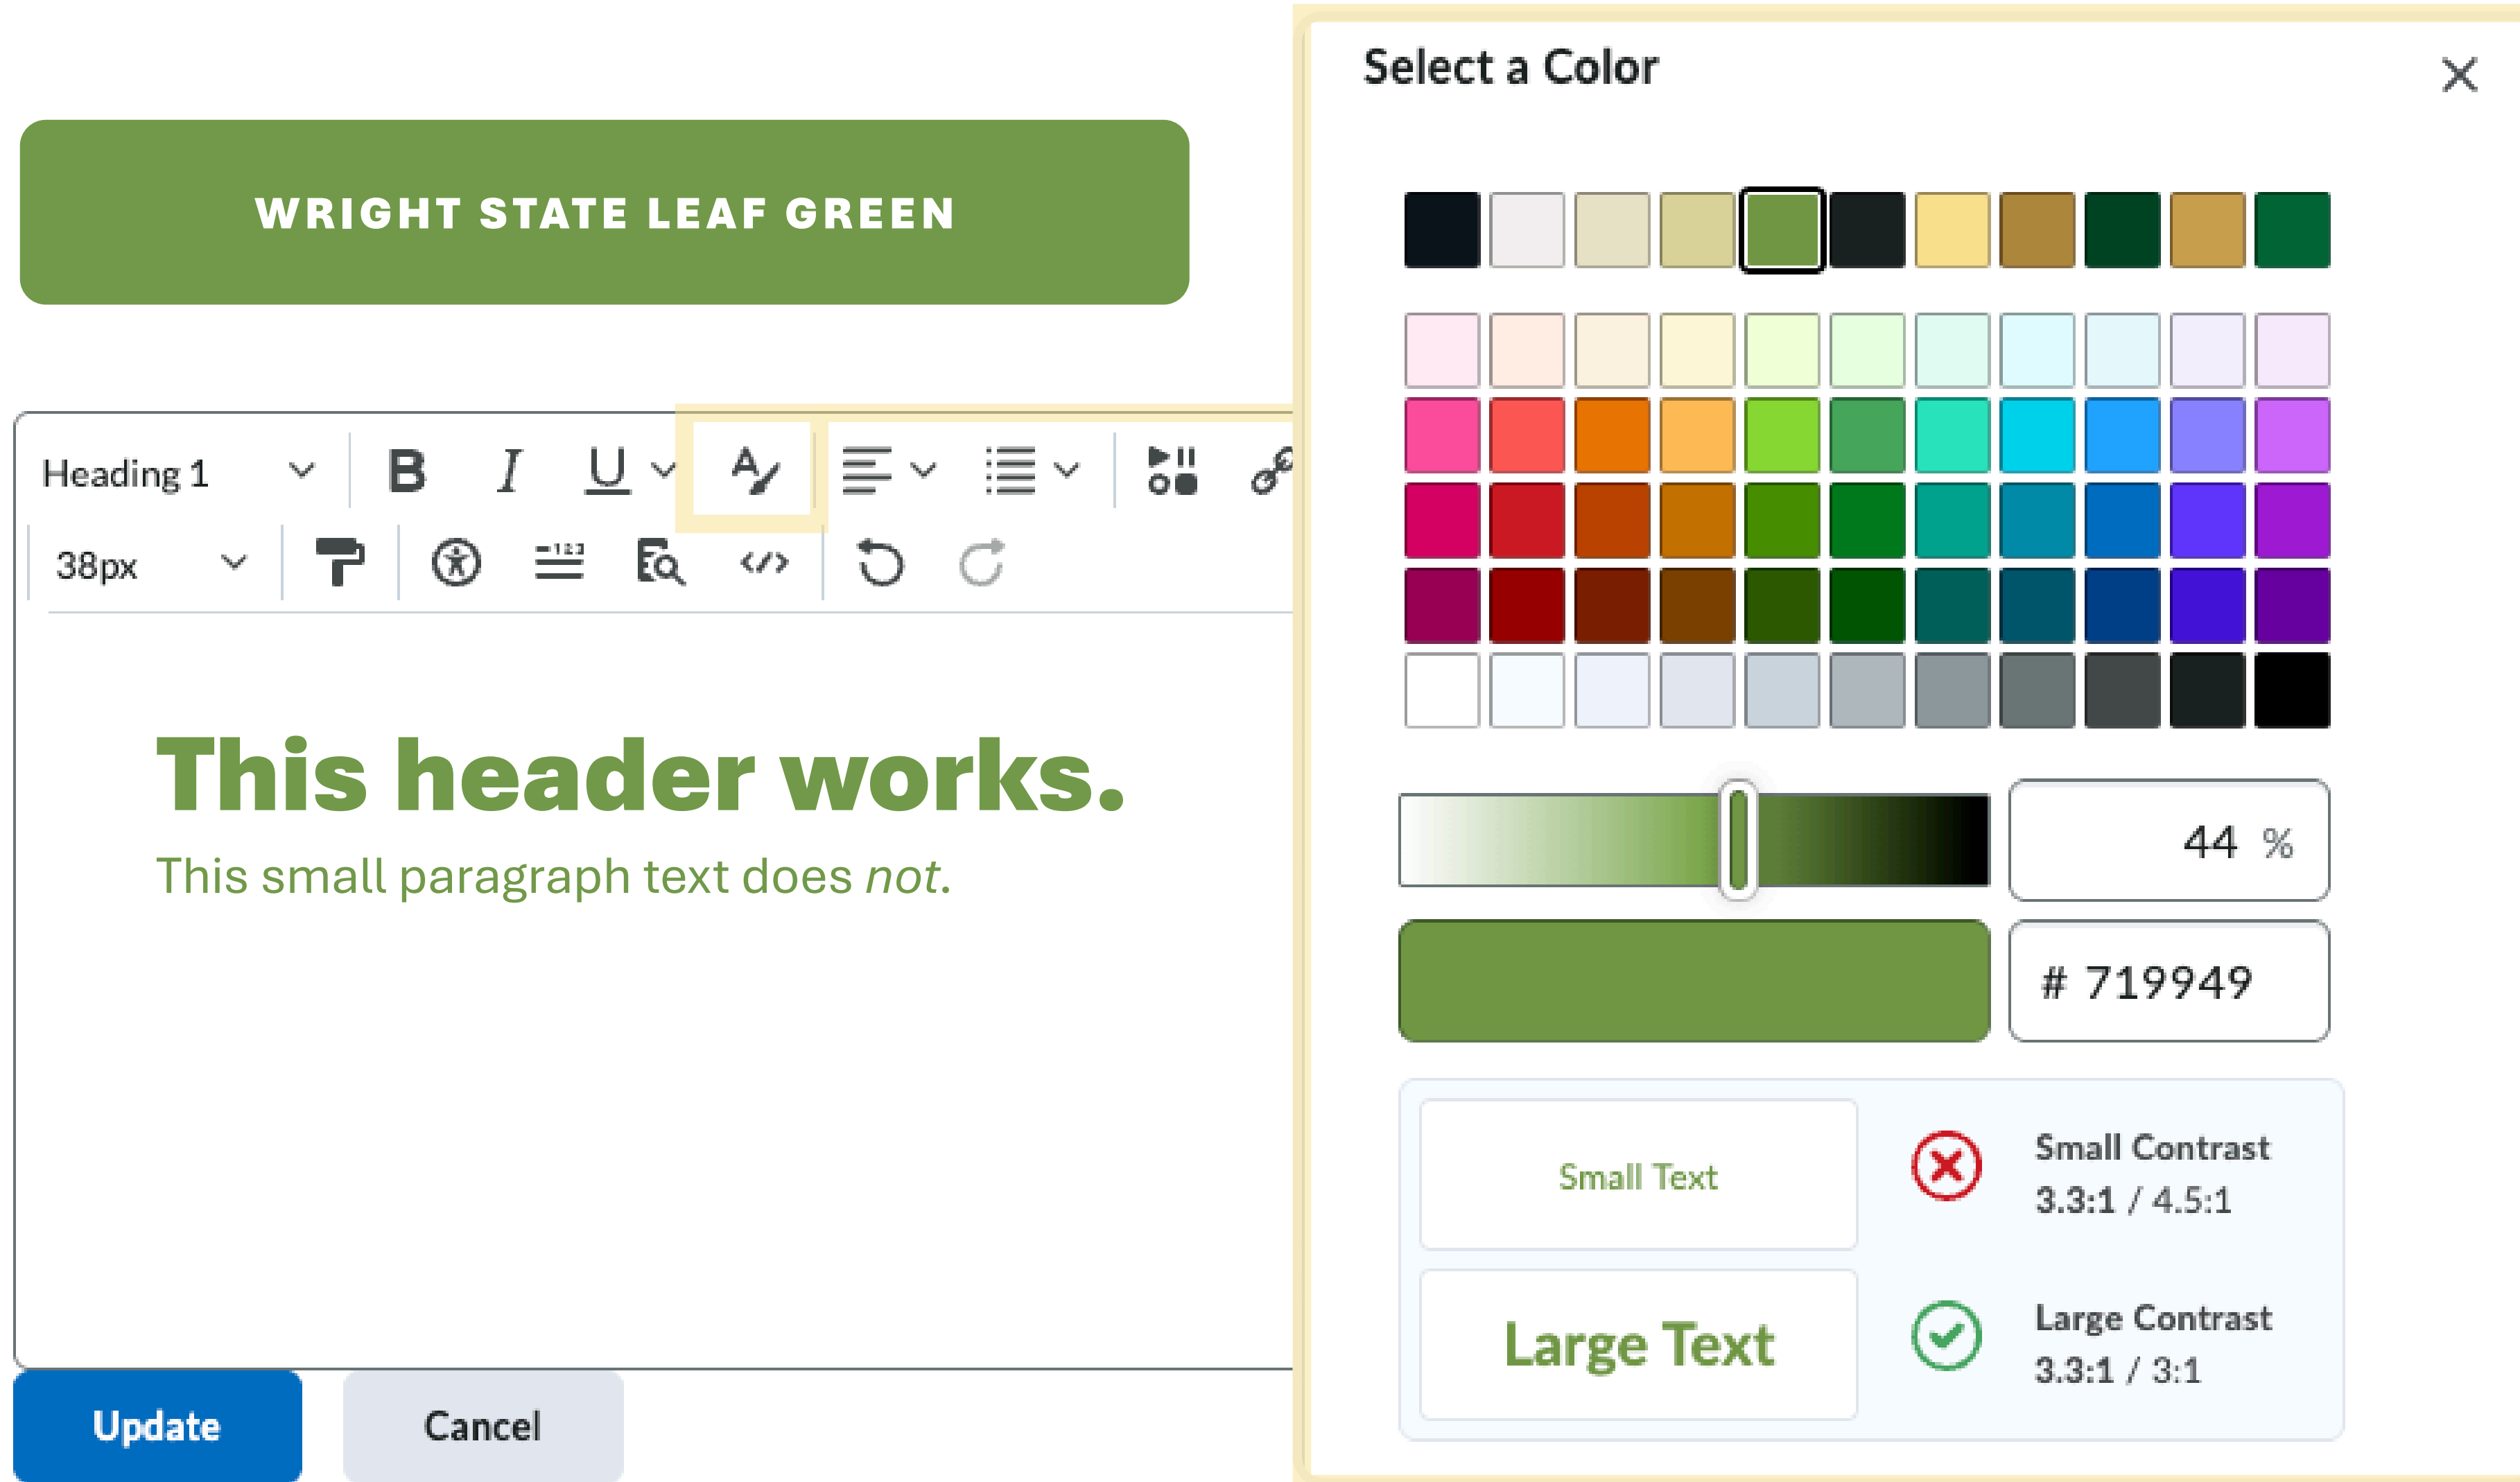 WRIGHT STATE LEAF GREEN
Heading 1
B I U A
38px
This header works.
This small paragraph text does not.
Update
Cancel
Select a Color
44 %
# 719949
Small Text
Small Contrast
3.3:1 / 4.5:1
Large Text
Large Contrast
3.3:1 / 3:1